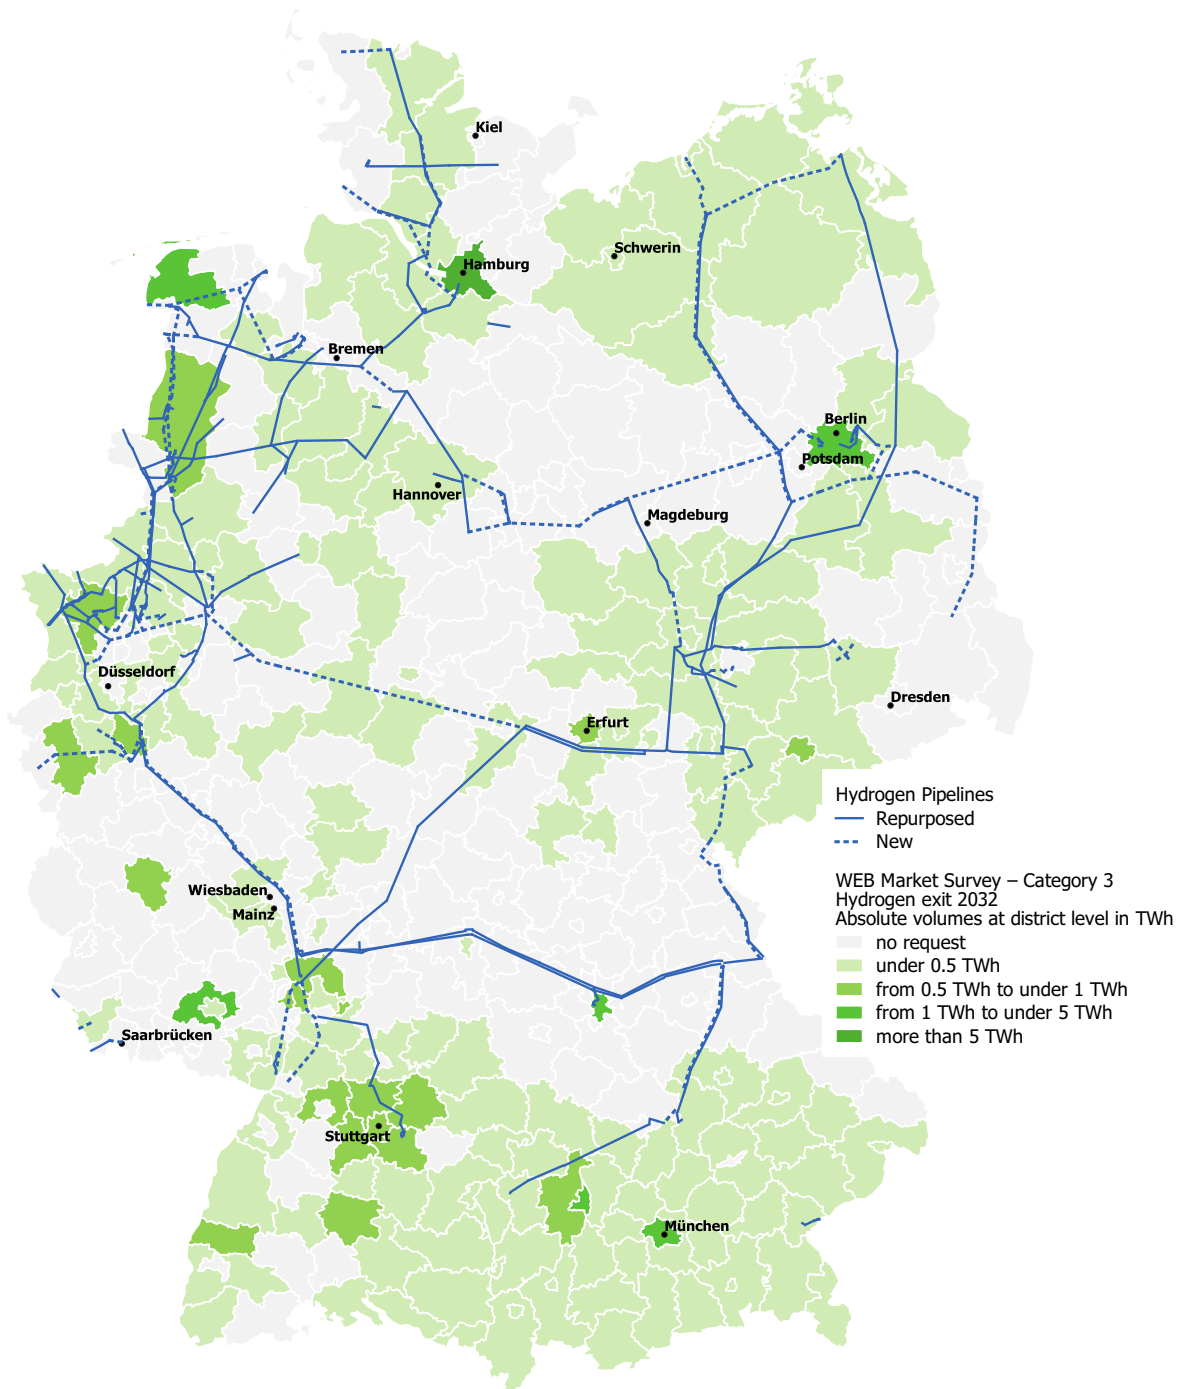 Kiel
Schwerin
Hamburg
Bremen
Berlin
Potsdam
Hannover
Magdeburg
Düsseldorf
Dresden
Erfurt
Hydrogen Pipelines
Repurposed
New
WEB Market Survey – Category 3
Hydrogen exit 2032
Absolute volumes at district level in TWh
no request
under 0.5 TWh
from 0.5 TWh to under 1 TWh
from 1 TWh to under 5 TWh
more than 5 TWh
Wiesbaden
Mainz
Saarbrücken
Stuttgart
München